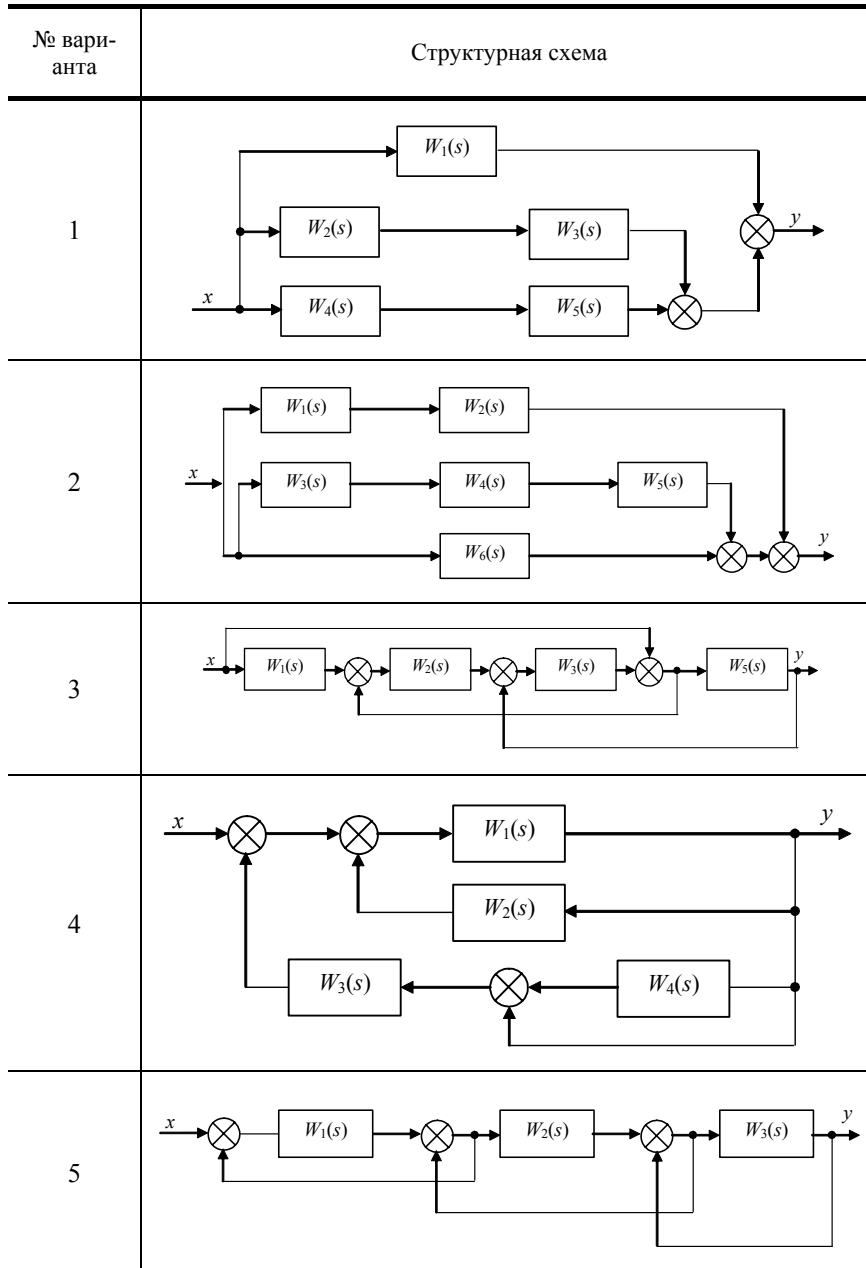 № вари-
анта
Структурная схема
1
W₁(s)
y
W₂(s)
W₃(s)
x
W₄(s)
W₅(s)
2
W₁(s)
W₂(s)
x
W₃(s)
W₄(s)
W₅(s)
W₆(s)
y
3
x
W₁(s)
W₂(s)
W₃(s)
W₅(s)
y
4
x
W₁(s)
y
W₂(s)
W₃(s)
W₄(s)
5
x
W₁(s)
W₂(s)
W₃(s)
y